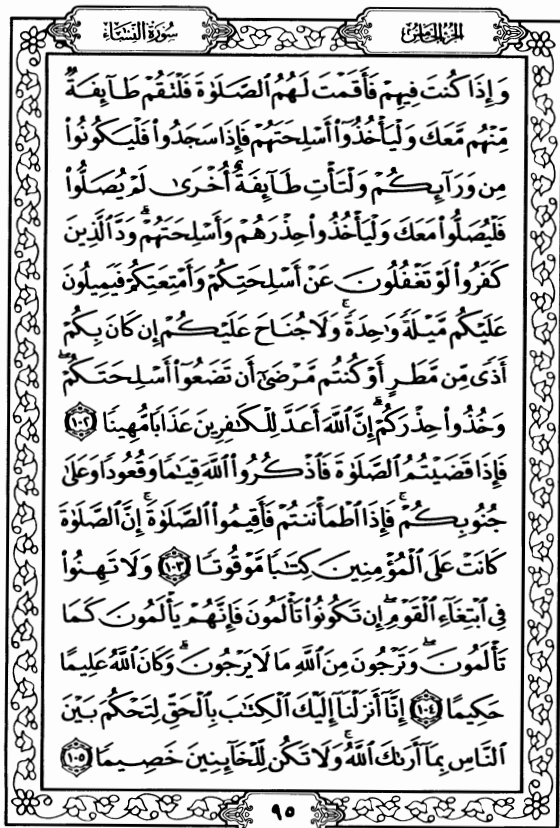 الجزء الخامس
سورة النساء
وَإِذَا كُنتَ فِيهِمْ فَأَقَمْتَ لَهُمُ ٱلصَّلَوٰةَ فَلْتَقُمْ طَآئِفَةٌ
مِّنْهُم مَّعَكَ وَلْيَأْخُذُوٓا۟ أَسْلِحَتَهُمْ فَإِذَا سَجَدُوا۟ فَلْيَكُونُوا۟
مِن وَرَآئِكُمْ وَلْتَأْتِ طَآئِفَةٌ أُخْرَىٰ لَمْ يُصَلُّوا۟
فَلْيُصَلُّوا۟ مَعَكَ وَلْيَأْخُذُوا۟ حِذْرَهُمْ وَأَسْلِحَتَهُمْ ۗ وَدَّ ٱلَّذِينَ
كَفَرُوا۟ لَوْ تَغْفُلُونَ عَنْ أَسْلِحَتِكُمْ وَأَمْتِعَتِكُمْ فَيَمِيلُونَ
عَلَيْكُم مَّيْلَةً وَٰحِدَةً ۚ وَلَا جُنَاحَ عَلَيْكُمْ إِن كَانَ بِكُمْ
أَذًى مِّن مَّطَرٍ أَوْ كُنتُم مَّرْضَىٰٓ أَن تَضَعُوٓا۟ أَسْلِحَتَكُمْ ۖ
وَخُذُوا۟ حِذْرَكُمْ ۗ إِنَّ ٱللَّهَ أَعَدَّ لِلْكَٰفِرِينَ عَذَابًا مُّهِينًا ١٠٢
فَإِذَا قَضَيْتُمُ ٱلصَّلَوٰةَ فَٱذْكُرُوا۟ ٱللَّهَ قِيَٰمًا وَقُعُودًا وَعَلَىٰ
جُنُوبِكُمْ ۚ فَإِذَا ٱطْمَأْنَنتُمْ فَأَقِيمُوا۟ ٱلصَّلَوٰةَ ۚ إِنَّ ٱلصَّلَوٰةَ
كَانَتْ عَلَى ٱلْمُؤْمِنِينَ كِتَٰبًا مَّوْقُوتًا ١٠٣ وَلَا تَهِنُوا۟
فِى ٱبْتِغَآءِ ٱلْقَوْمِ ۖ إِن تَكُونُوا۟ تَأْلَمُونَ فَإِنَّهُمْ يَأْلَمُونَ كَمَا
تَأْلَمُونَ ۖ وَتَرْجُونَ مِنَ ٱللَّهِ مَا لَا يَرْجُونَ ۗ وَكَانَ ٱللَّهُ عَلِيمًا
حَكِيمًا ١٠٤ إِنَّآ أَنزَلْنَآ إِلَيْكَ ٱلْكِتَٰبَ بِٱلْحَقِّ لِتَحْكُمَ بَيْنَ
ٱلنَّاسِ بِمَآ أَرَىٰكَ ٱللَّهُ ۚ وَلَا تَكُن لِّلْخَآئِنِينَ خَصِيمًا ١٠٥
٩٥